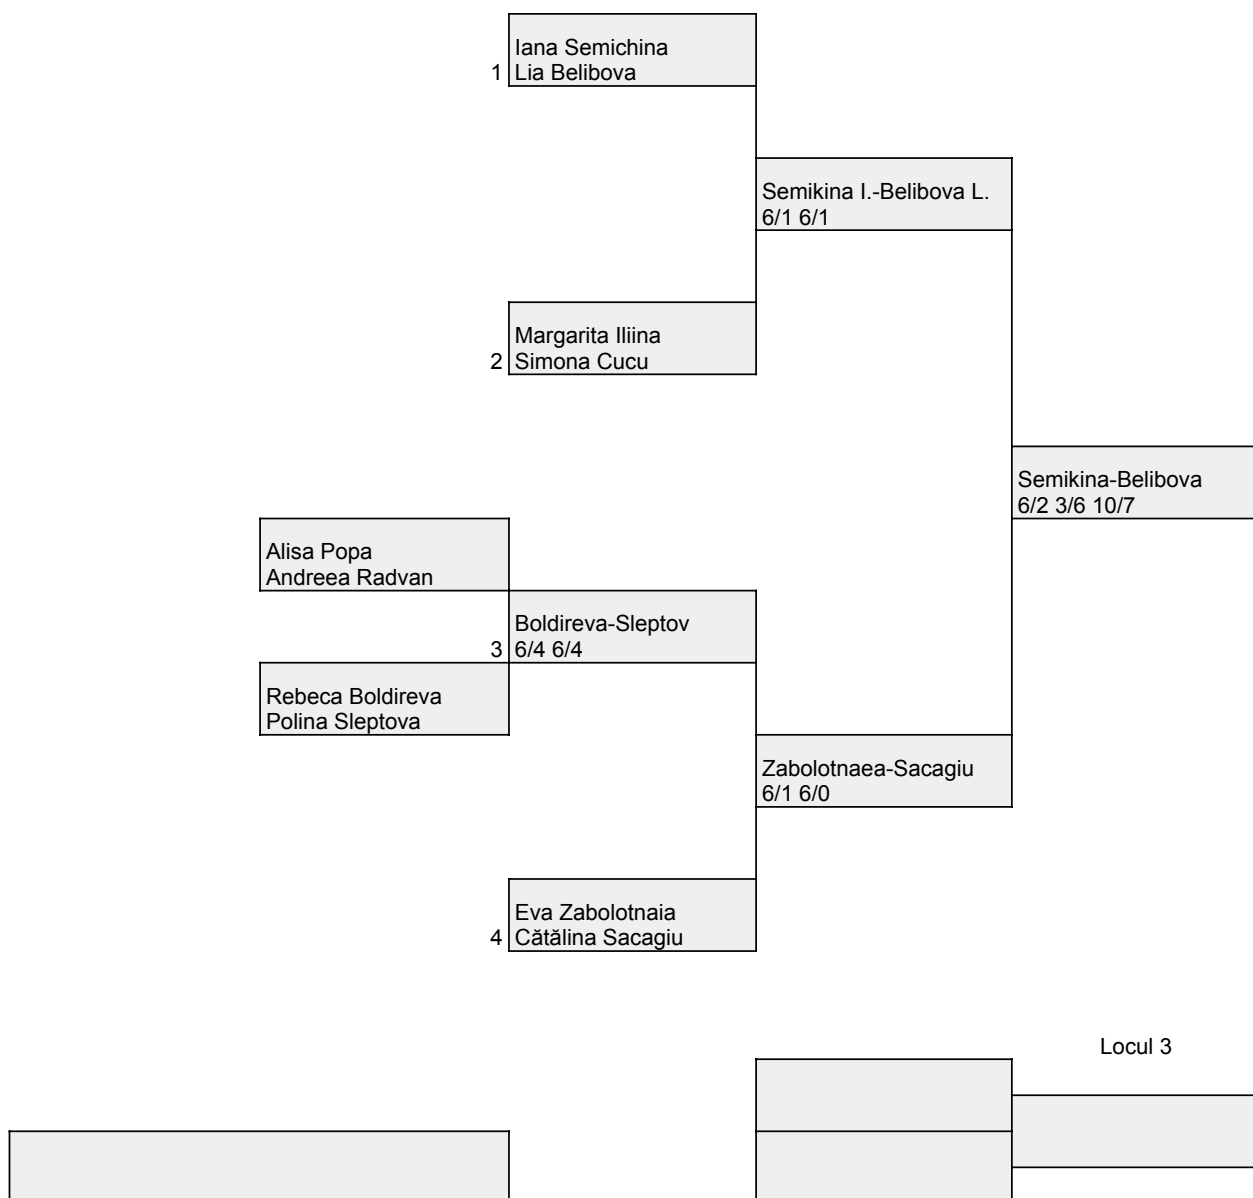 Iana Semichina
1 Lia Belibova
Semikina I.-Belibova L.
6/1 6/1
Margarita Iliina
2 Simona Cucu
Semikina-Belibova
6/2 3/6 10/7
Alisa Popa
Andreea Radvan
Boldireva-Sleptov
3 6/4 6/4
Rebeca Boldireva
Polina Sleptova
Zabolotnaea-Sacagiu
6/1 6/0
Eva Zabolotnaia
4 Cătălina Sacagiu
Locul 3